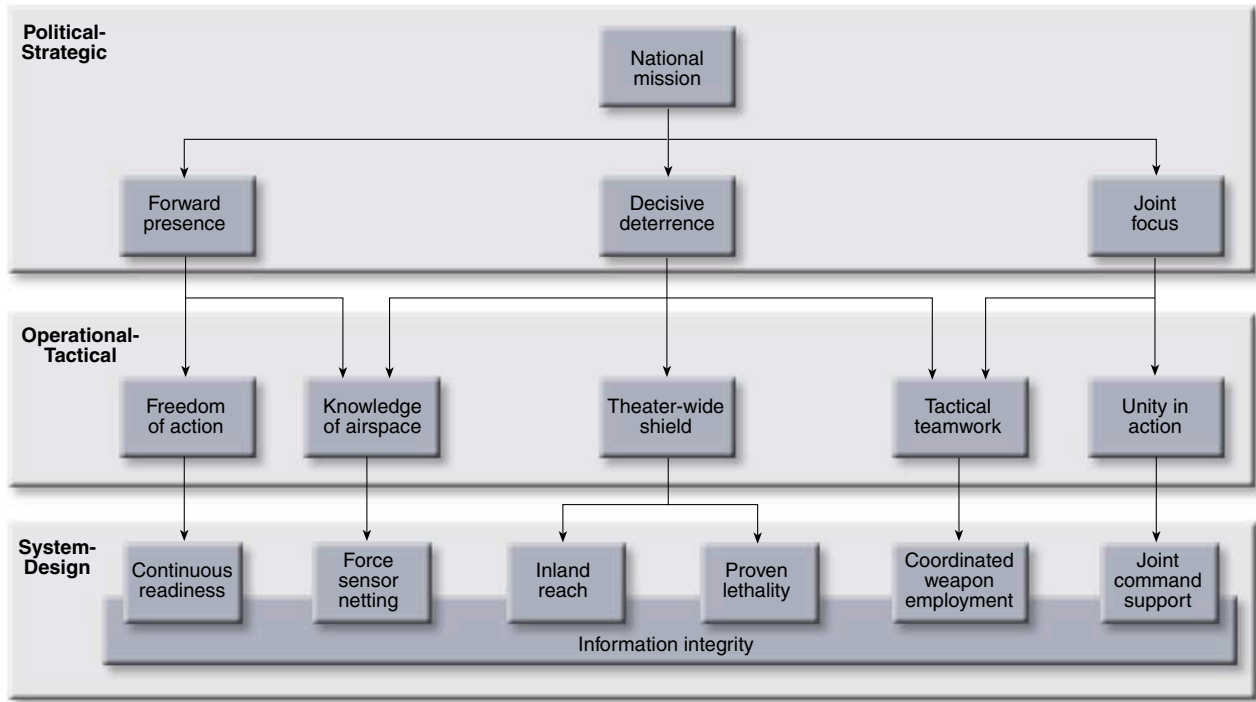 Political-
Strategic
National
mission
Forward
presence
Decisive
deterrence
Joint
focus
Operational-
Tactical
Freedom
of action
Knowledge
of airspace
Theater-wide
shield
Tactical
teamwork
Unity in
action
System-
Design
Continuous
readiness
Force
sensor
netting
Inland
reach
Proven
lethality
Coordinated
weapon
employment
Joint
command
support
Information integrity